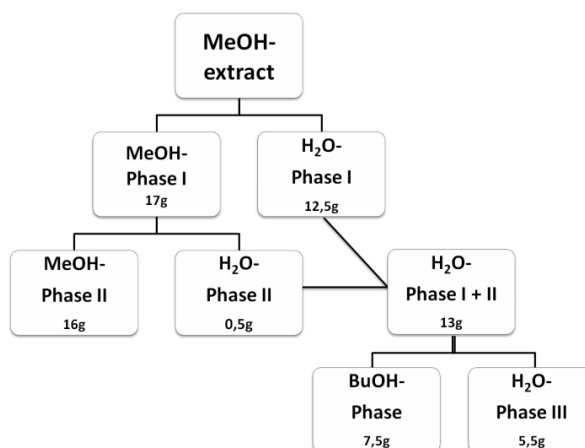 MeOH-
extract
MeOH-
Phase I
17g
H₂O-
Phase I
12,5g
MeOH-
Phase II
16g
H₂O-
Phase II
0,5g
H₂O-
Phase I + II
13g
BuOH-
Phase
7,5g
H₂O-
Phase III
5,5g